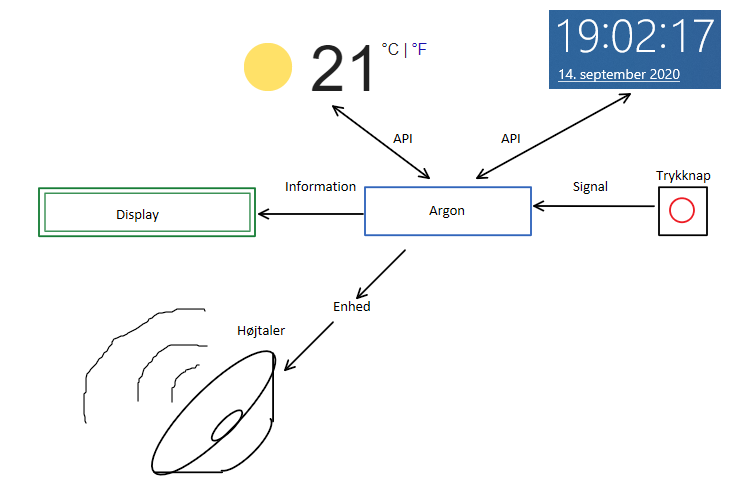 19:02:17
14. september 2020
21 °C | °F
API
API
Trykknap
Information
Signal
Display
Argon
Enhed
Højtaler